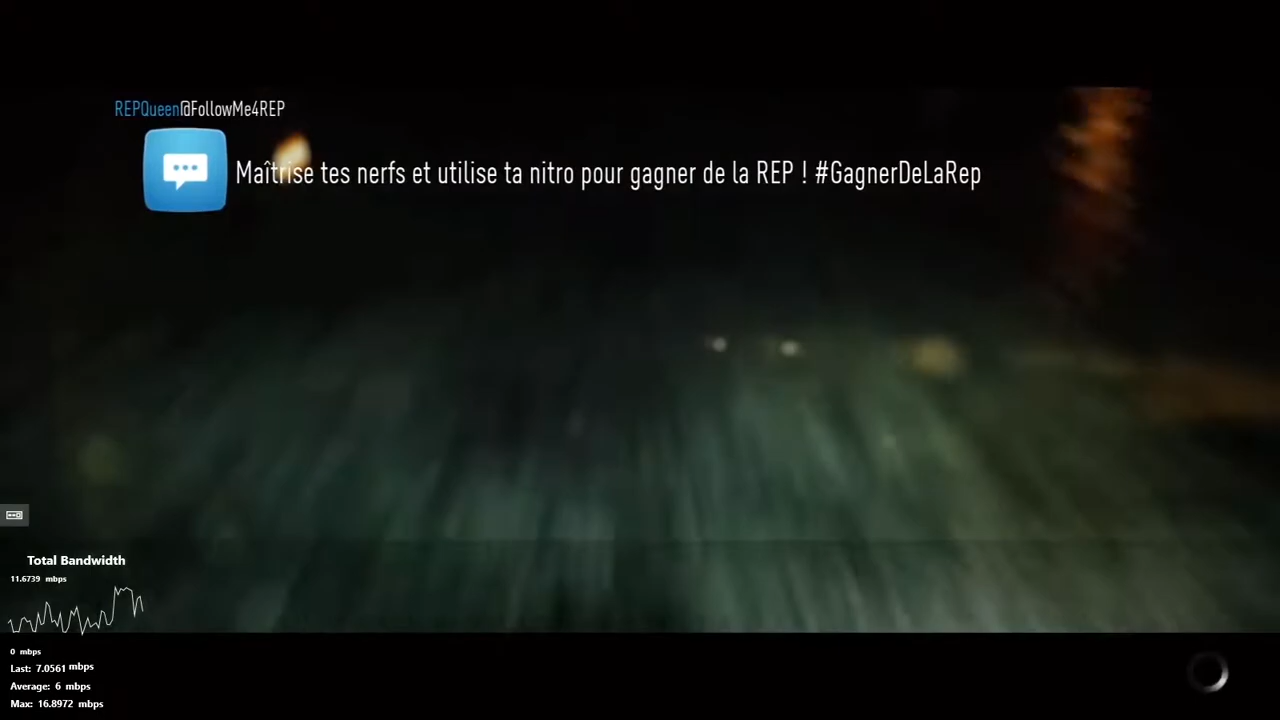 REPQueen@FollowMe4REP
Maîtrise tes nerfs et utilise ta nitro pour gagner de la REP ! #GagnerDeLaRep
Total Bandwidth
11.6739 mbps
0 mbps
Last: 7.0561 mbps
Average: 6 mbps
Max: 16.8972 mbps